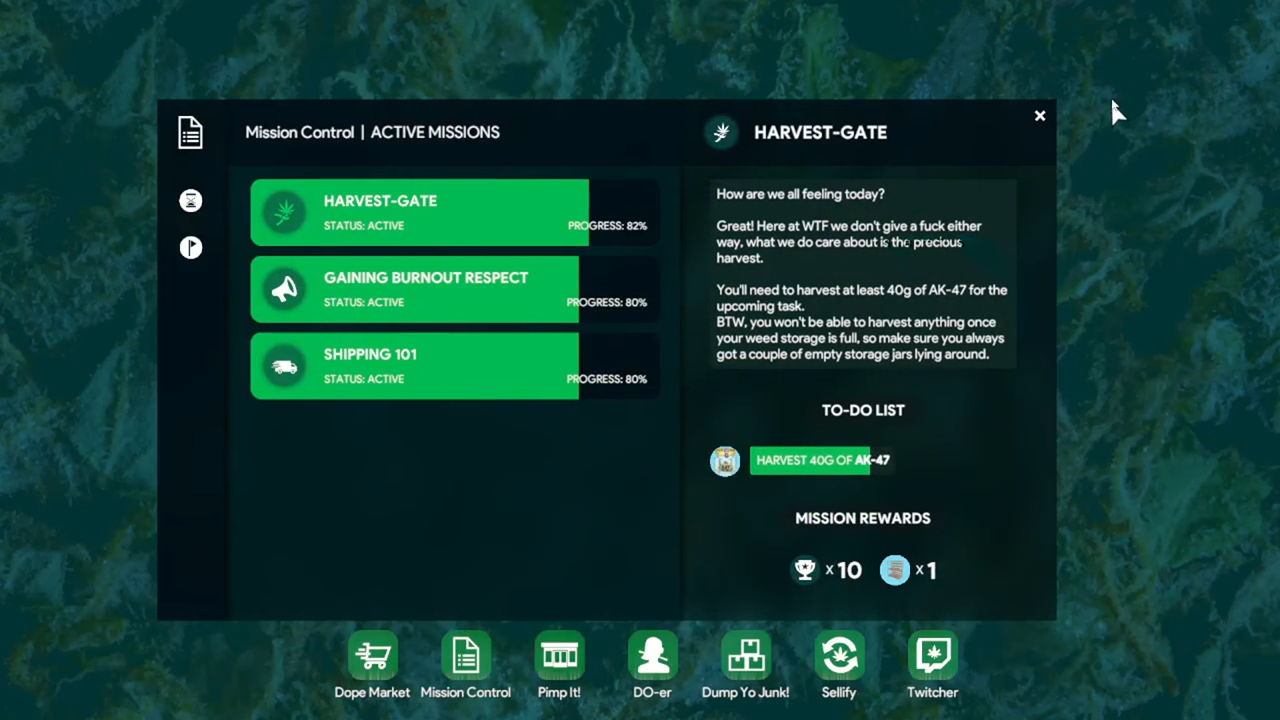 Mission Control | ACTIVE MISSIONS
HARVEST-GATE
STATUS: ACTIVE
PROGRESS: 82%
GAINING BURNOUT RESPECT
STATUS: ACTIVE
PROGRESS: 80%
SHIPPING 101
STATUS: ACTIVE
PROGRESS: 80%
HARVEST-GATE
How are we all feeling today?
Great! Here at WTF we don't give a fuck either
way, what we do care about is the precious
harvest.
You'll need to harvest at least 40g of AK-47 for the
upcoming task.
BTW, you won't be able to harvest anything once
your weed storage is full, so make sure you always
got a couple of empty storage jars lying around.
TO-DO LIST
HARVEST 40G OF AK-47
MISSION REWARDS
x 10
x 1
Dope Market
Mission Control
Pimp It!
DO-er
Dump Yo Junk!
Sellify
Twitcher